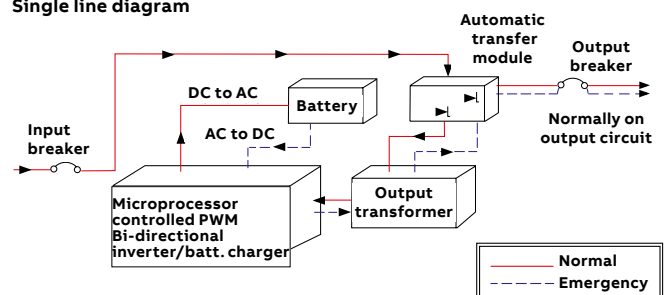 Single line diagram
Automatic
transfer
module
Output
breaker
DC to AC
Battery
Input
breaker
AC to DC
Normally on
output circuit
Microprocessor
controlled PWM
Bi-directional
inverter/batt. charger
Output
transformer
Normal
Emergency